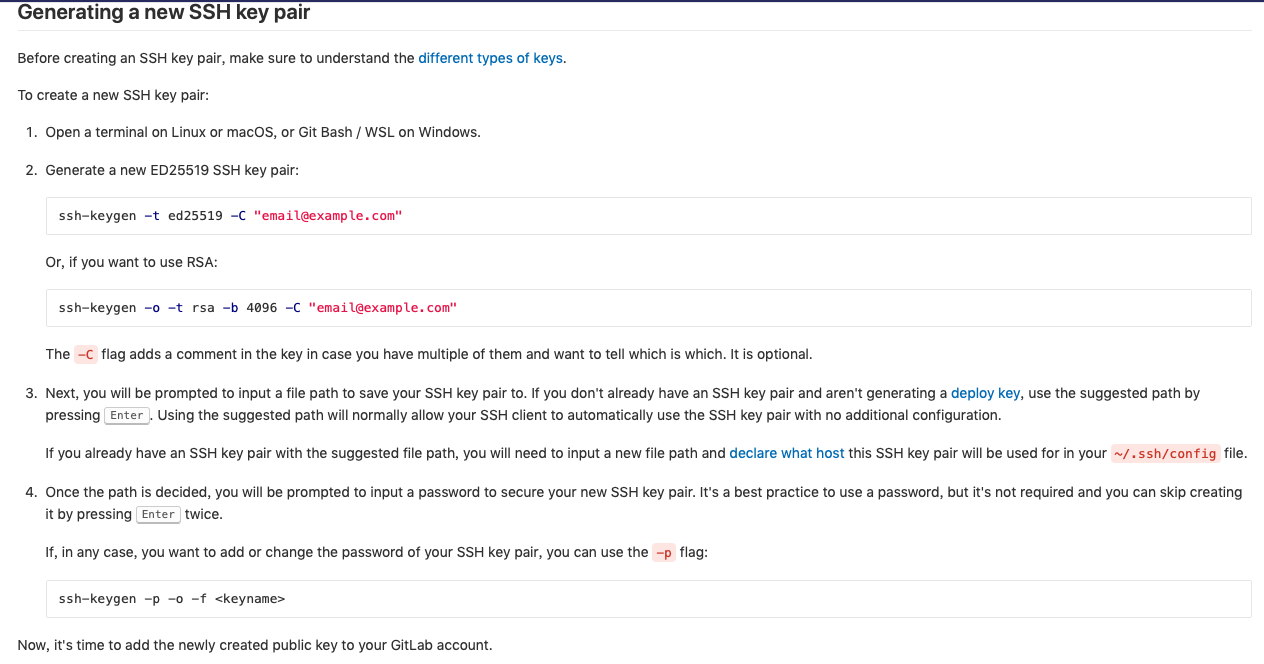 Generating a new SSH key pair
Before creating an SSH key pair, make sure to understand the different types of keys.
To create a new SSH key pair:
1. Open a terminal on Linux or macOS, or Git Bash / WSL on Windows.
2. Generate a new ED25519 SSH key pair:
ssh-keygen -t ed25519 -C "email@example.com"
Or, if you want to use RSA:
ssh-keygen -o -t rsa -b 4096 -C "email@example.com"
The -C flag adds a comment in the key in case you have multiple of them and want to tell which is which. It is optional.
3. Next, you will be prompted to input a file path to save your SSH key pair to. If you don't already have an SSH key pair and aren't generating a deploy key, use the suggested path by
pressing Enter. Using the suggested path will normally allow your SSH client to automatically use the SSH key pair with no additional configuration.
If you already have an SSH key pair with the suggested file path, you will need to input a new file path and declare what host this SSH key pair will be used for in your ~/.ssh/config file.
4. Once the path is decided, you will be prompted to input a password to secure your new SSH key pair. It's a best practice to use a password, but it's not required and you can skip creating
it by pressing Enter twice.
If, in any case, you want to add or change the password of your SSH key pair, you can use the -p flag:
ssh-keygen -p -o -f <keyname>
Now, it's time to add the newly created public key to your GitLab account.